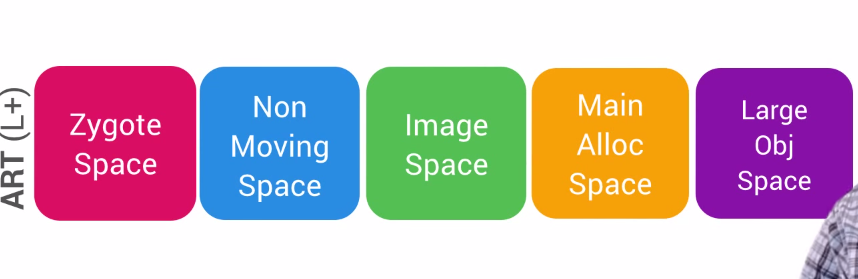 ART (L+)
Zygote
Space
Non
Moving
Space
Image
Space
Main
Alloc
Space
Large
Obj
Space